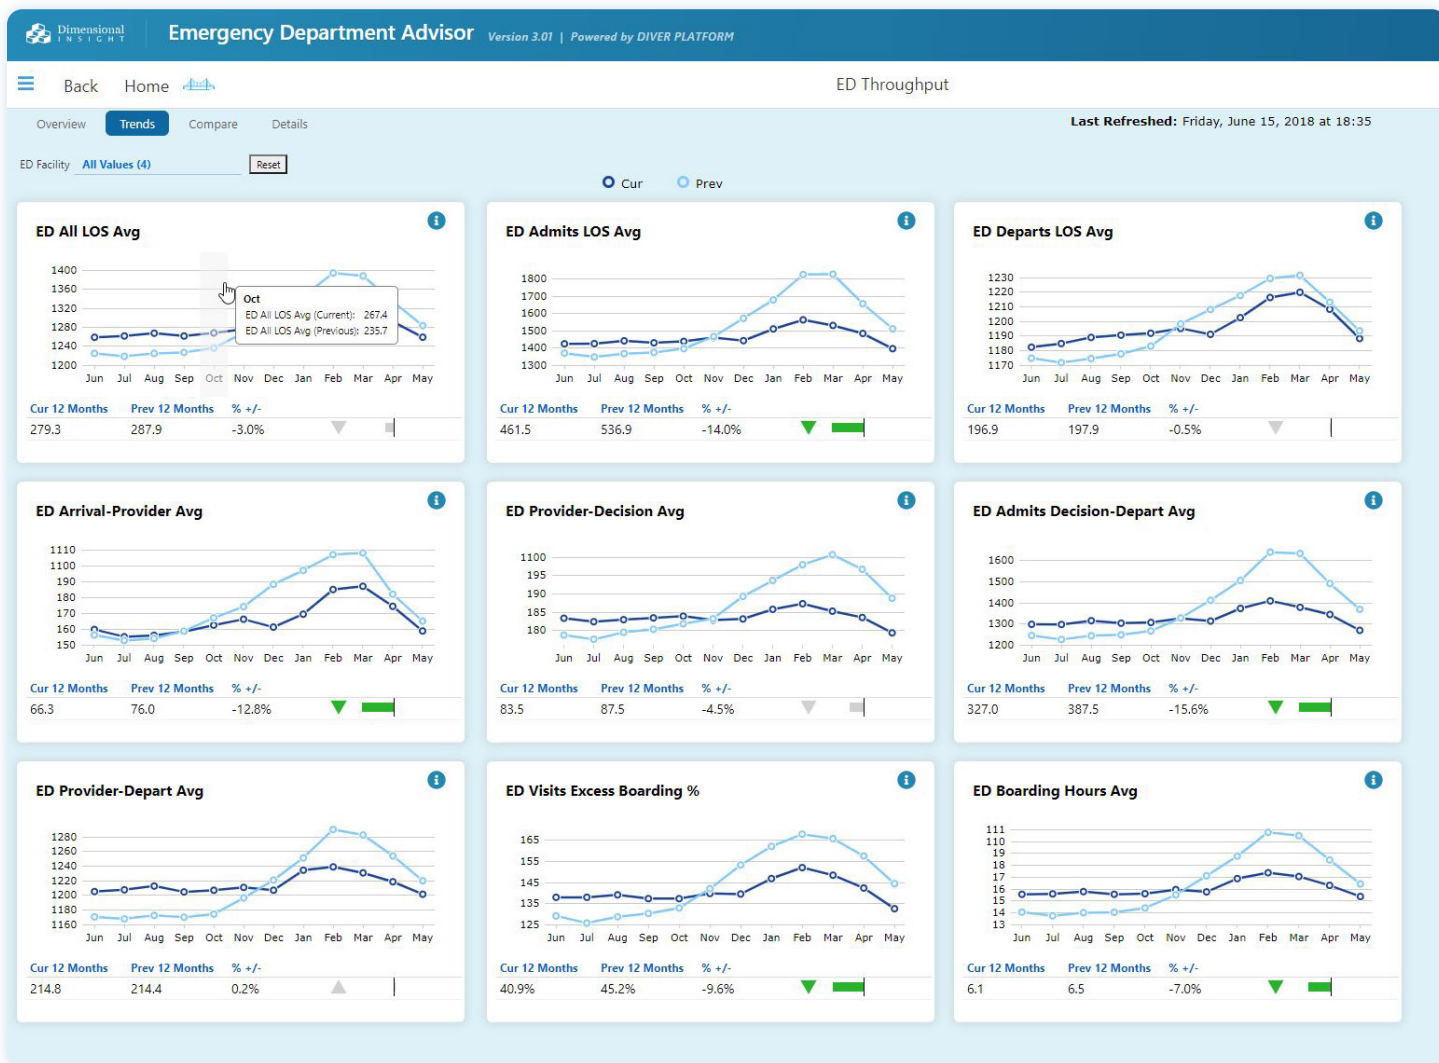 Dimensional
INSIGHT
Emergency Department Advisor Version 3.01 | Powered by DIVER PLATFORM
Back Home ED Throughput
Overview Trends Compare Details Last Refreshed: Friday, June 15, 2018 at 18:35
ED Facility All Values (4) Reset
Cur Prev
ED All LOS Avg
1400
1360
1320
1280
1240
1200
Oct
ED All LOS Avg (Current): 267.4
ED All LOS Avg (Previous): 235.7
Jun Jul Aug Sep Oct Nov Dec Jan Feb Mar Apr May
Cur 12 Months Prev 12 Months % +/-
279.3 287.9 -3.0%
ED Admits LOS Avg
1800
1700
1600
1500
1400
1300
Jun Jul Aug Sep Oct Nov Dec Jan Feb Mar Apr May
Cur 12 Months Prev 12 Months % +/-
461.5 536.9 -14.0%
ED Departs LOS Avg
1230
1220
1210
1200
1190
1180
1170
Jun Jul Aug Sep Oct Nov Dec Jan Feb Mar Apr May
Cur 12 Months Prev 12 Months % +/-
196.9 197.9 -0.5%
ED Arrival-Provider Avg
1110
1100
190
180
170
160
150
Jun Jul Aug Sep Oct Nov Dec Jan Feb Mar Apr May
Cur 12 Months Prev 12 Months % +/-
66.3 76.0 -12.8%
ED Provider-Decision Avg
1100
195
190
185
180
Jun Jul Aug Sep Oct Nov Dec Jan Feb Mar Apr May
Cur 12 Months Prev 12 Months % +/-
83.5 87.5 -4.5%
ED Admits Decision-Depart Avg
1600
1500
1400
1300
1200
Jun Jul Aug Sep Oct Nov Dec Jan Feb Mar Apr May
Cur 12 Months Prev 12 Months % +/-
327.0 387.5 -15.6%
ED Provider-Depart Avg
1280
1260
1240
1220
1200
1180
1160
Jun Jul Aug Sep Oct Nov Dec Jan Feb Mar Apr May
Cur 12 Months Prev 12 Months % +/-
214.8 214.4 0.2%
ED Visits Excess Boarding %
165
155
145
135
125
Jun Jul Aug Sep Oct Nov Dec Jan Feb Mar Apr May
Cur 12 Months Prev 12 Months % +/-
40.9% 45.2% -9.6%
ED Boarding Hours Avg
111
110
19
18
17
16
15
14
13
Jun Jul Aug Sep Oct Nov Dec Jan Feb Mar Apr May
Cur 12 Months Prev 12 Months % +/-
6.1 6.5 -7.0%